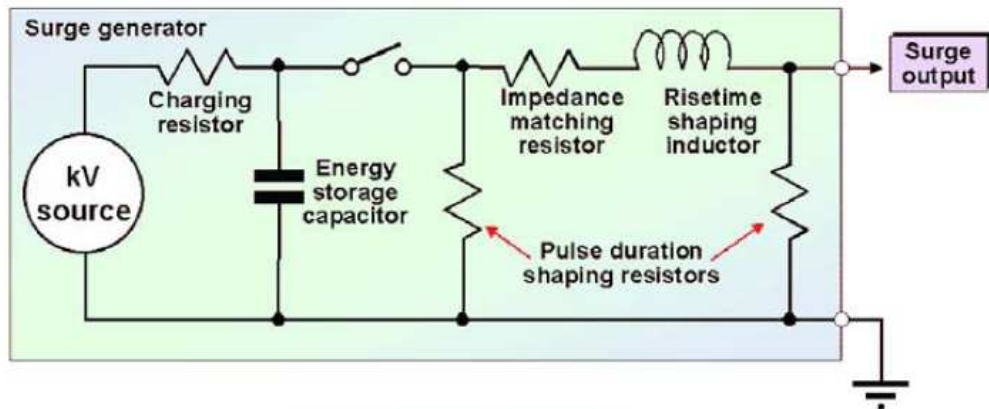 Surge generator
Charging
resistor
kV
source
Energy
storage
capacitor
Impedance
matching
resistor
Risetime
shaping
inductor
Pulse duration
shaping resistors
Surge
output